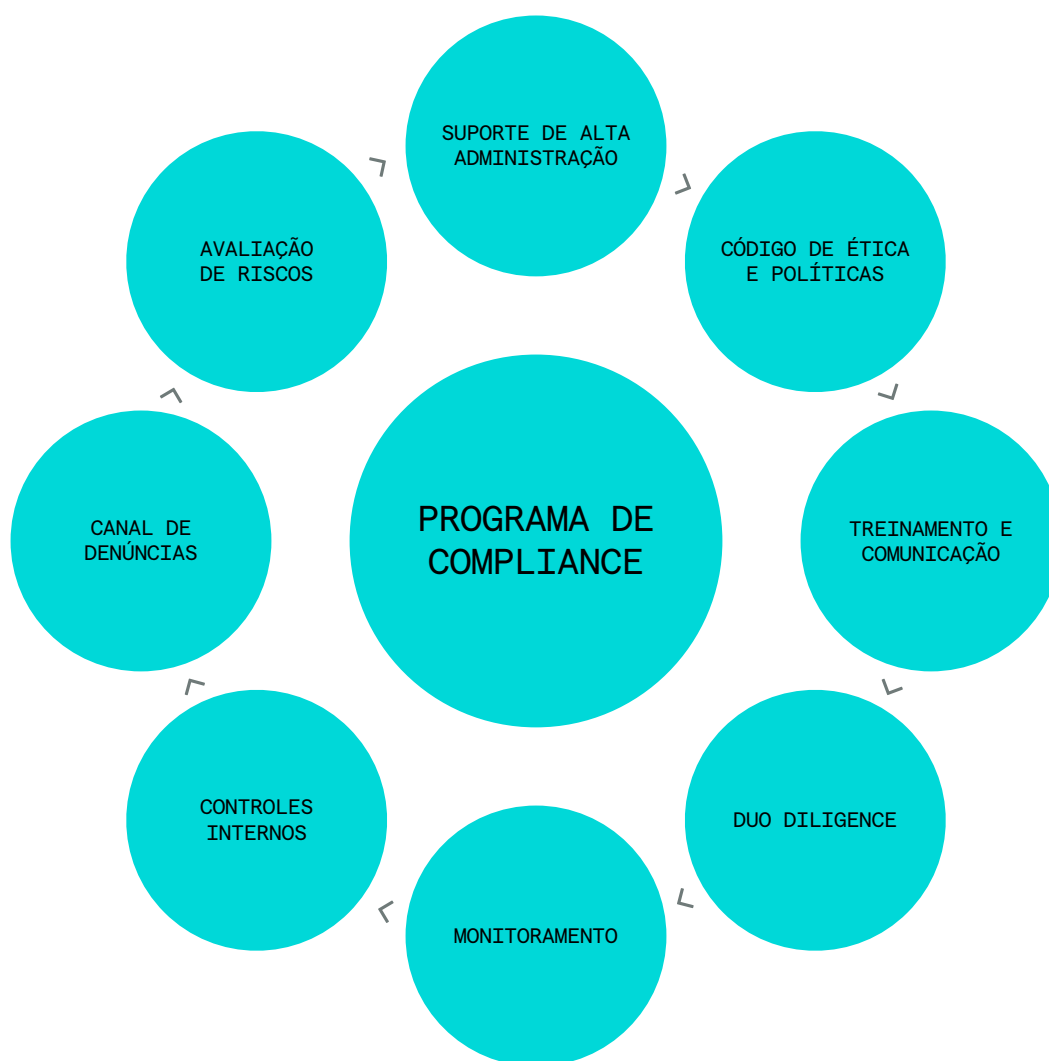 SUPORTE DE ALTA
ADMINISTRAÇÃO
CÓDIGO DE ÉTICA
E POLÍTICAS
TREINAMENTO E
COMUNICAÇÃO
DUO DILIGENCE
MONITORAMENTO
CONTROLES
INTERNOS
CANAL DE
DENÚNCIAS
AVALIAÇÃO
DE RISCOS
PROGRAMA DE
COMPLIANCE